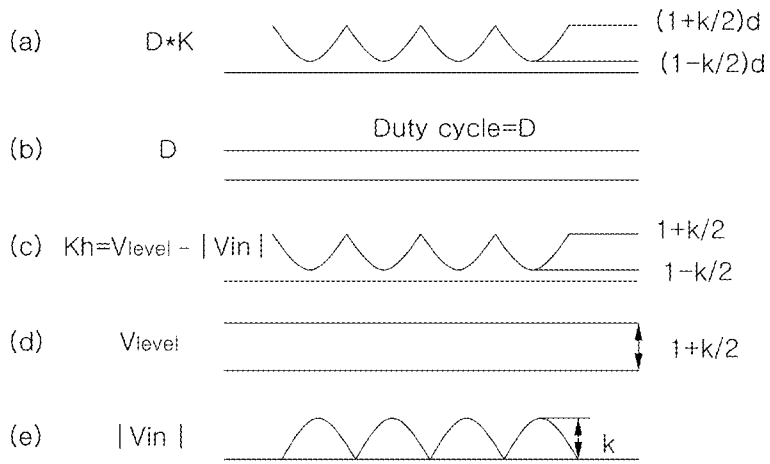 (a) D*K (1+k/2)d
(1-k/2)d
Duty cycle=D
(b) D
(c) Kh=Vlevel - |Vin| 1+k/2
1-k/2
(d) Vlevel 1+k/2
(e) |Vin| k